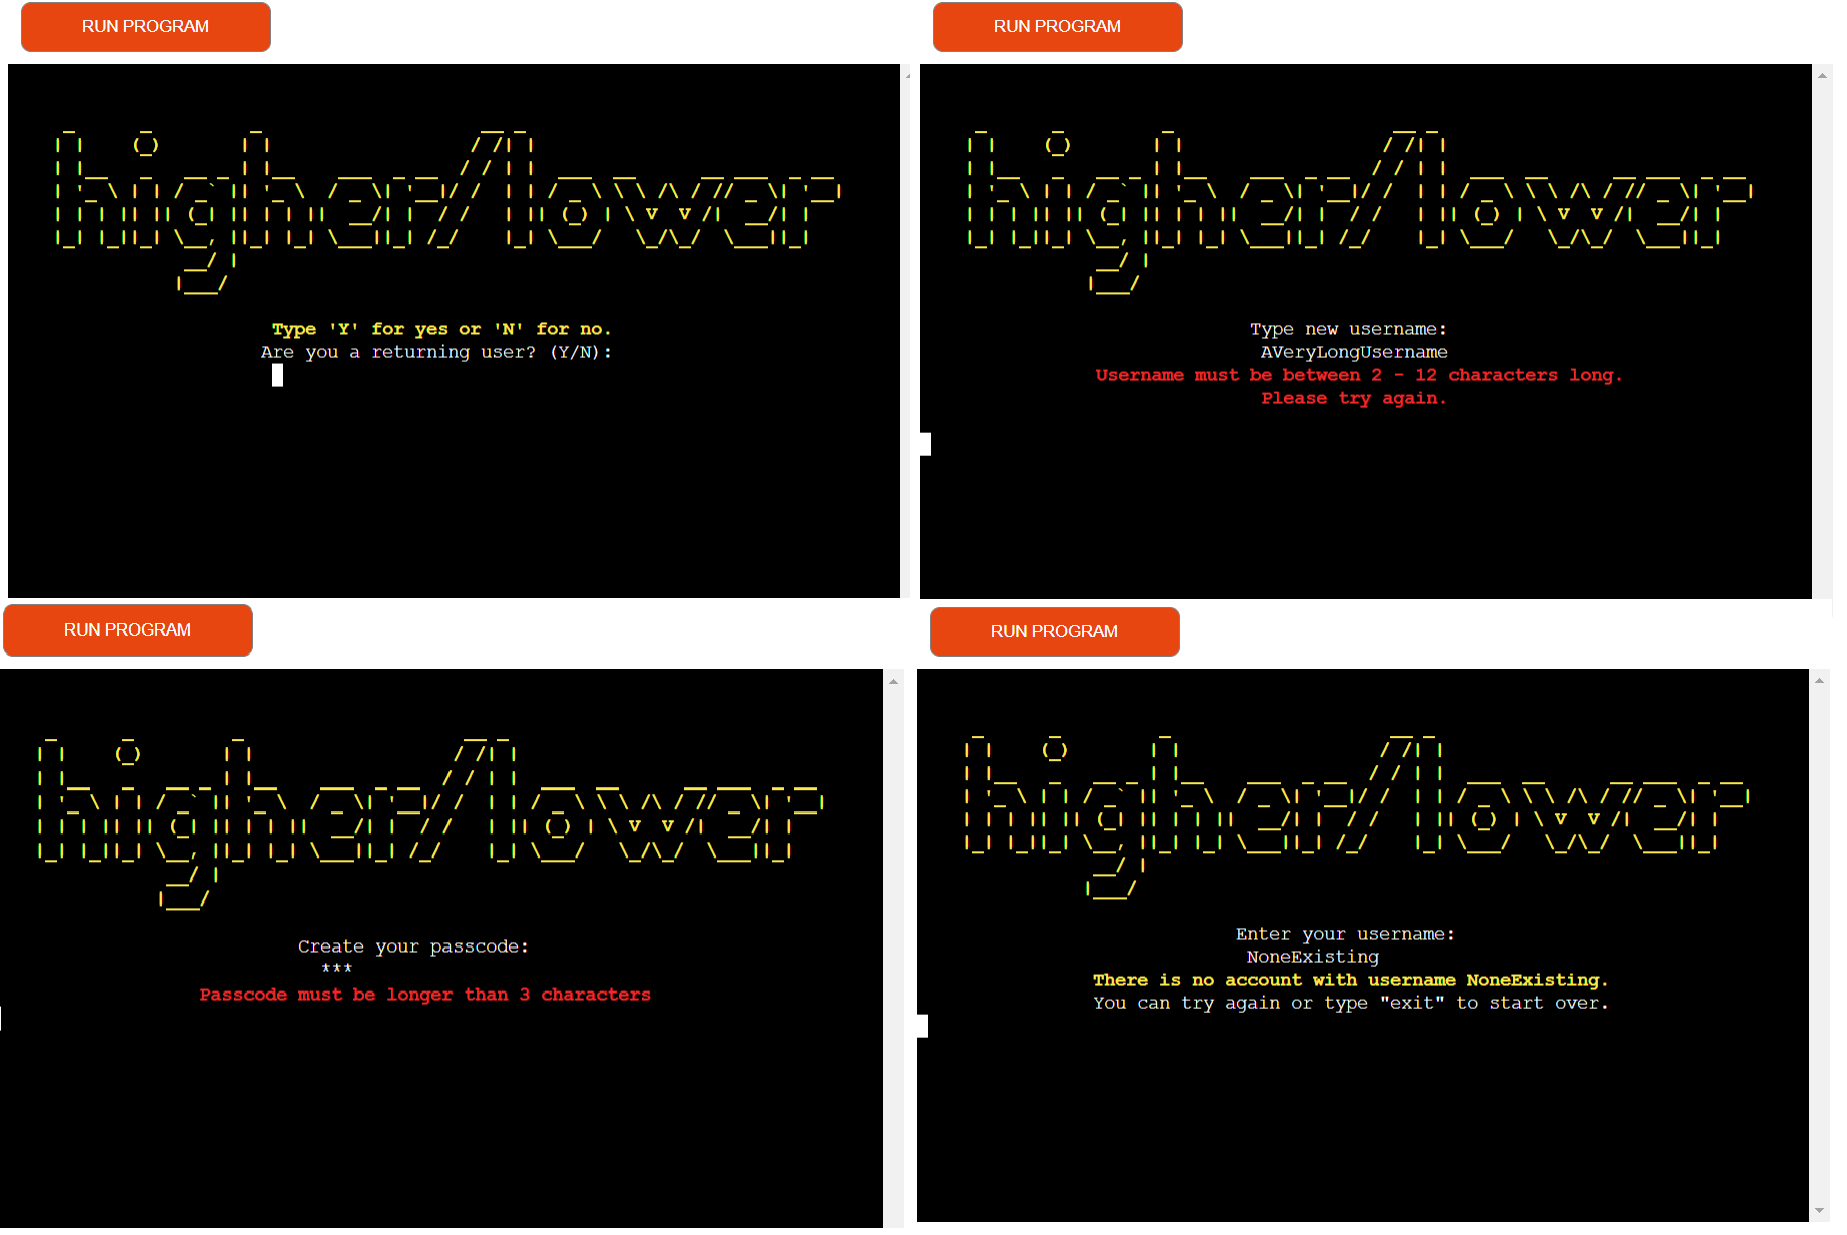 RUN PROGRAM
higher/lower
Type 'Y' for yes or 'N' for no.
Are you a returning user? (Y/N):
RUN PROGRAM
higher/lower
Type new username:
AVeryLongUsername
Username must be between 2 - 12 characters long.
Please try again.
RUN PROGRAM
higher/lower
Create your passcode:
***
Passcode must be longer than 3 characters
RUN PROGRAM
higher/lower
Enter your username:
NoneExisting
There is no account with username NoneExisting.
You can try again or type "exit" to start over.